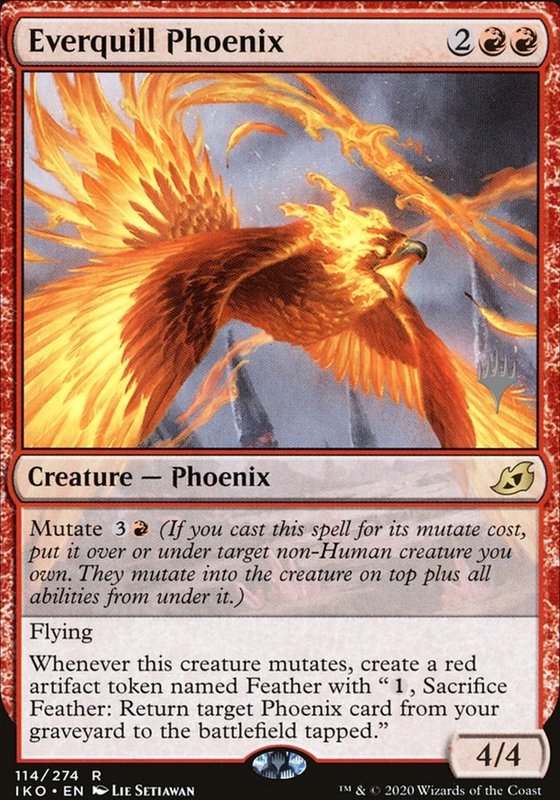 Everquill Phoenix 2
Creature — Phoenix
Mutate 3 (If you cast this spell for its mutate cost,
put it over or under target non-Human creature you
own. They mutate into the creature on top plus all
abilities from under it.)
Flying
Whenever this creature mutates, create a red
artifact token named Feather with “1, Sacrifice
Feather: Return target Phoenix card from your
graveyard to the battlefield tapped.”
4/4
114/274 R
IKO • EN Lie Setiawan
™ & © 2020 Wizards of the Coast